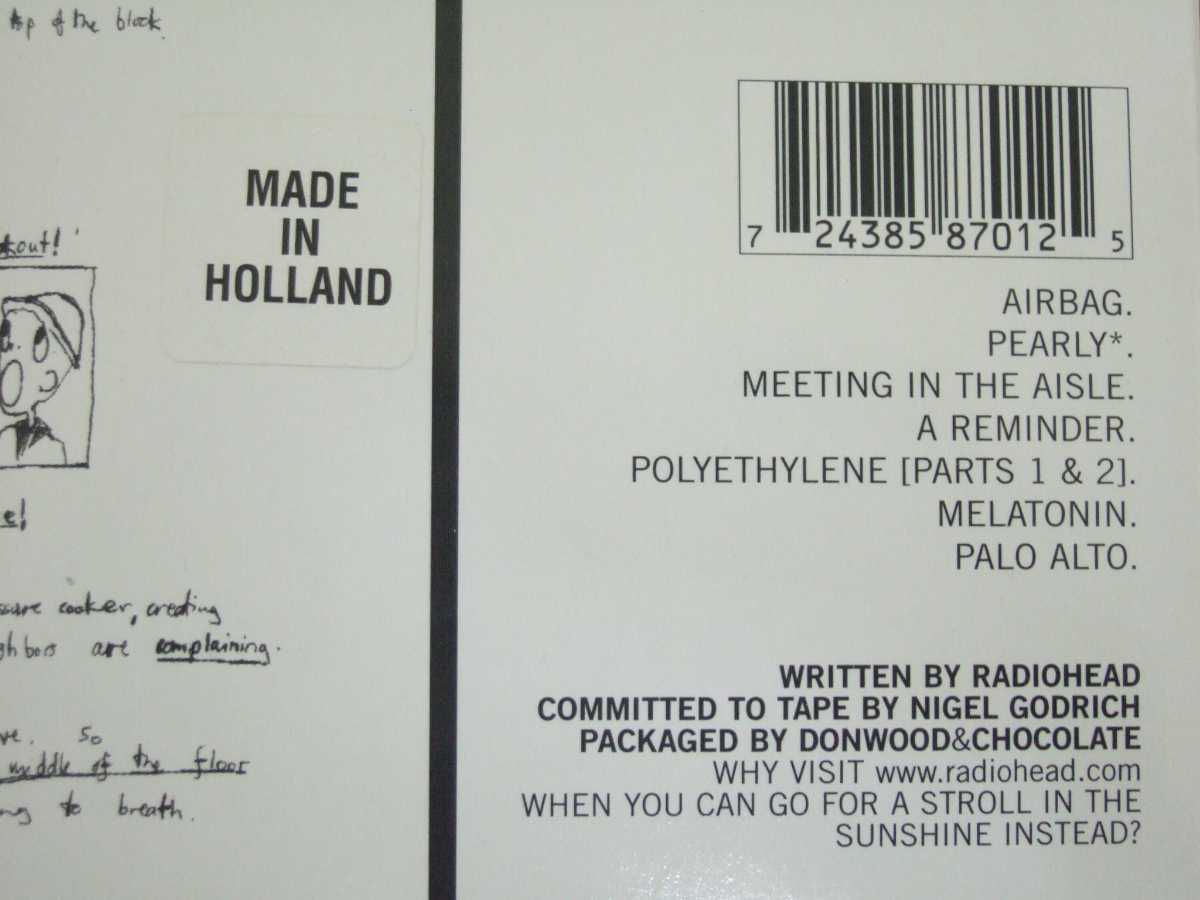 of the block.
MADE
IN
HOLLAND
out!
e!
cooker, creating
are complaining.
So
middle of the floor
to breath.
7 24385 87012 5
AIRBAG.
PEARLY*.
MEETING IN THE AISLE.
A REMINDER.
POLYETHYLENE [PARTS 1 & 2].
MELATONIN.
PALO ALTO.
WRITTEN BY RADIOHEAD
COMMITTED TO TAPE BY NIGEL GODRICH
PACKAGED BY DONWOOD&CHOCOLATE
WHY VISIT www.radiohead.com
WHEN YOU CAN GO FOR A STROLL IN THE
SUNSHINE INSTEAD?